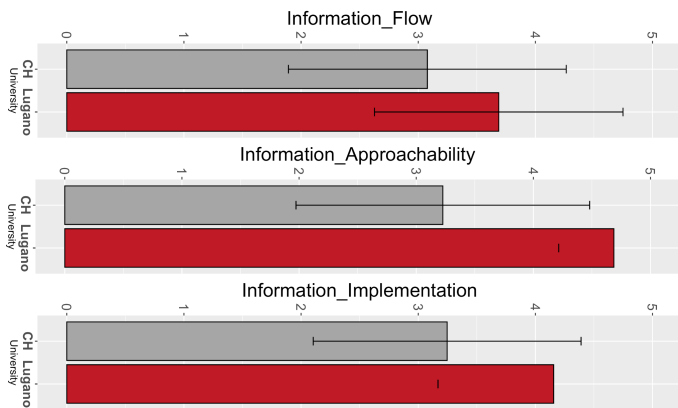 Information_Flow
0 1 2 3 4 5
CH Lugano
University
Information_Approachability
0 1 2 3 4 5
CH Lugano
University
Information_Implementation
0 1 2 3 4 5
CH Lugano
University